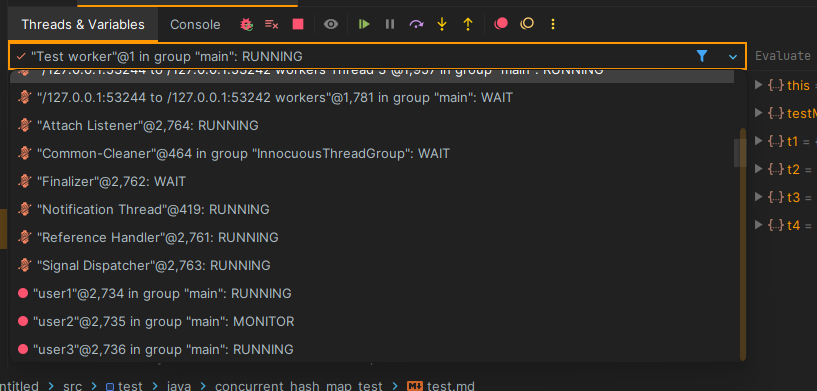 Threads & Variables Console
"Test worker"@1 in group "main": RUNNING
Evaluate
"/127.0.0.1:53244 to /127.0.0.1:53242 workers Thread 3"@1,937 in group "main": RUNNING
"/127.0.0.1:53244 to /127.0.0.1:53242 workers"@1,781 in group "main": WAIT
"Attach Listener"@2,764: RUNNING
"Common-Cleaner"@464 in group "InnocuousThreadGroup": WAIT
"Finalizer"@2,762: WAIT
"Notification Thread"@419: RUNNING
"Reference Handler"@2,761: RUNNING
"Signal Dispatcher"@2,763: RUNNING
"user1"@2,734 in group "main": RUNNING
"user2"@2,735 in group "main": MONITOR
"user3"@2,736 in group "main": RUNNING
{...} this =
{...} testM
{...} t1 =
{...} t2 =
{...} t3 =
{...} t4 =
ntitled > src > test > java > concurrent_hash_map_test > test.md